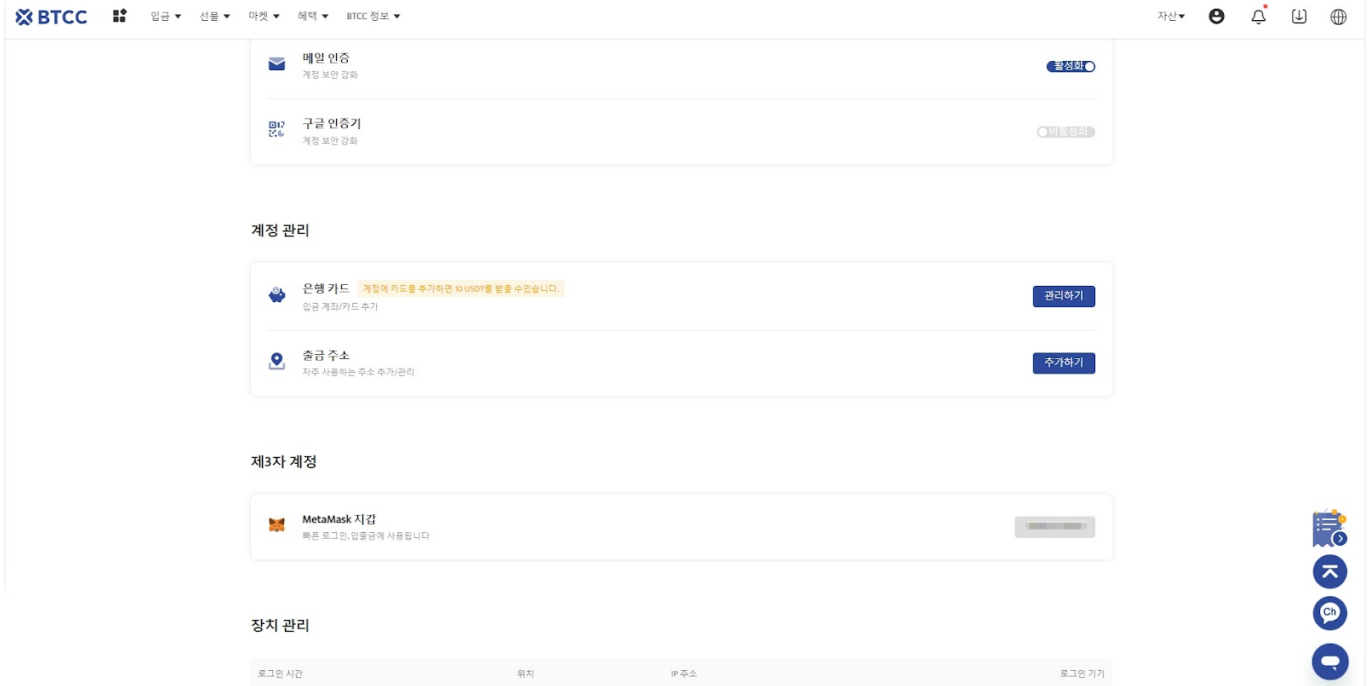 BTCC 입금 선물 마켓 혜택 BTCC 정보 자산
메일 인증
계정 보안 강화
활성화
구글 인증기
계정 보안 강화
비활성화
계정 관리
은행 카드 계정에 카드를 추가하면 10 USDT를 받을 수있습니다.
입금 계좌/카드 추가
관리하기
출금 주소
자주 사용하는 주소 추가/관리
추가하기
제3자 계정
MetaMask 지갑
빠른 로그인,입출금에 사용됩니다
Ch
장치 관리
로그인 시간 위치 IP 주소 로그인 기기